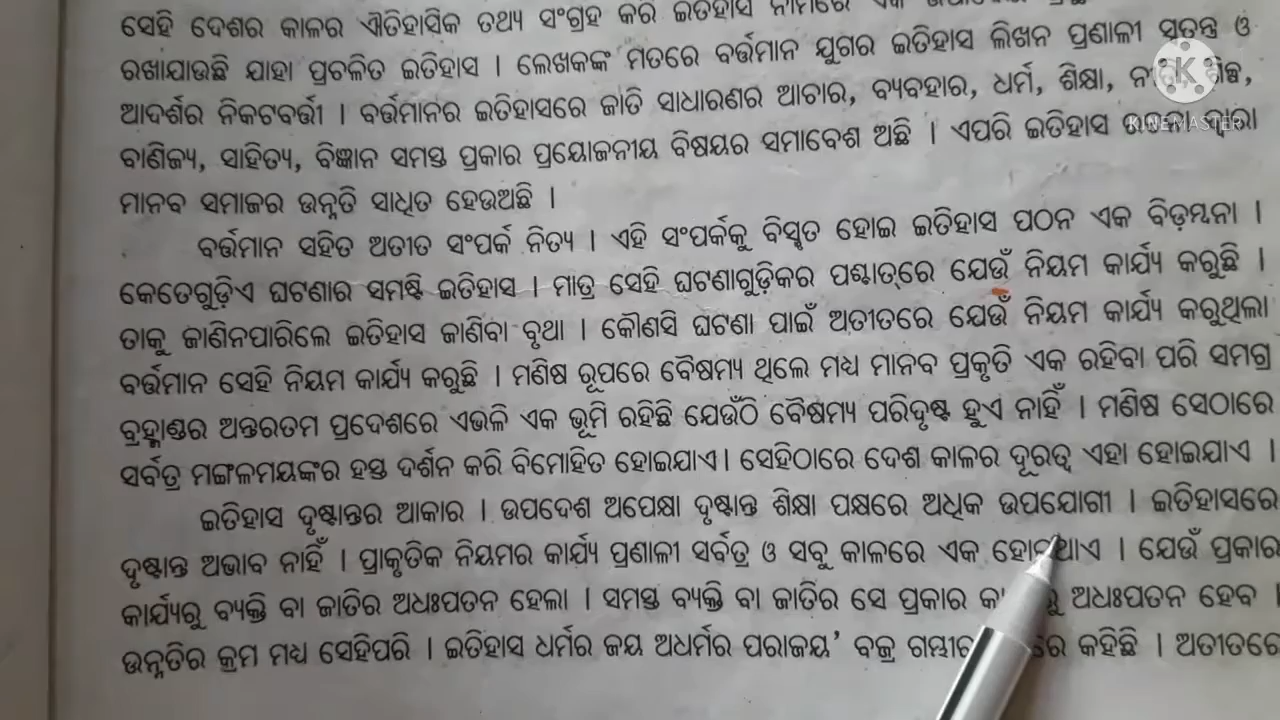 ସେହି ଦେଶର କାଳର ଐତିହାସିକ ତଥ୍ୟ ସଂଗ୍ରହ କରି ଇତିହାସ ନାମରେ ଏକ
ରଖାଯାଉଛି ଯାହା ପ୍ରଚଳିତ ଇତିହାସ । ଲେଖକଙ୍କ ମତରେ ବର୍ତ୍ତମାନ ଯୁଗର ଇତିହାସ ଲିଖନ ପ୍ରଣାଳୀ ସ୍ୱତନ୍ତ୍ର ଓ
ଆଦର୍ଶର ନିକଟବର୍ତ୍ତୀ । ବର୍ତ୍ତମାନର ଇତିହାସରେ ଜାତି ସାଧାରଣର ଆଚାର, ବ୍ୟବହାର, ଧର୍ମ, ଶିକ୍ଷା,
ବାଣିଜ୍ୟ, ସାହିତ୍ୟ, ବିଜ୍ଞାନ ସମସ୍ତ ପ୍ରକାର ପ୍ରୟୋଜନୀୟ ବିଷୟର ସମାବେଶ ଅଛି । ଏପରି ଇତିହାସ
ମାନବ ସମାଜର ଉନ୍ନତି ସାଧିତ ହେଉଅଛି ।
ବର୍ତ୍ତମାନ ସହିତ ଅତୀତ ସଂପର୍କ ନିତ୍ୟ । ଏହି ସଂପର୍କକୁ ବିସ୍ମୃତ ହୋଇ ଇତିହାସ ପଠନ ଏକ ବିଡ଼ମ୍ବନା ।
କେତେଗୁଡ଼ିଏ ଘଟଣାର ସମଷ୍ଟି ଇତିହାସ । ମାତ୍ର ସେହି ଘଟଣାଗୁଡ଼ିକର ପଶ୍ଚାତ୍‌ରେ ଯେଉଁ ନିୟମ କାର୍ଯ୍ୟ କରୁଛି ।
ତାକୁ ଜାଣିନପାରିଲେ ଇତିହାସ ଜାଣିବା ବୃଥା । କୌଣସି ଘଟଣା ପାଇଁ ଅତୀତରେ ଯେଉଁ ନିୟମ କାର୍ଯ୍ୟ କରୁଥିଲା
ବର୍ତ୍ତମାନ ସେହି ନିୟମ କାର୍ଯ୍ୟ କରୁଛି । ମଣିଷ ରୂପରେ ବୈଷମ୍ୟ ଥିଲେ ମଧ୍ୟ ମାନବ ପ୍ରକୃତି ଏକ ରହିବା ପରି ସମଗ୍ର
ବ୍ରହ୍ମାଣ୍ଡର ଅନ୍ତରତମ ପ୍ରଦେଶରେ ଏଭଳି ଏକ ଭୂମି ରହିଛି ଯେଉଁଠି ବୈଷମ୍ୟ ପରିଦୃଷ୍ଟ ହୁଏ ନାହିଁ । ମଣିଷ ସେଠାରେ
ସର୍ବତ୍ର ମଙ୍ଗଳମୟଙ୍କର ହସ୍ତ ଦର୍ଶନ କରି ବିମୋହିତ ହୋଇଯାଏ । ସେହିଠାରେ ଦେଶ କାଳର ଦୂରତ୍ୱ ଏହା ହୋଇଯାଏ ।
ଇତିହାସ ଦୃଷ୍ଟାନ୍ତର ଆକାର । ଉପଦେଶ ଅପେକ୍ଷା ଦୃଷ୍ଟାନ୍ତ ଶିକ୍ଷା ପକ୍ଷରେ ଅଧିକ ଉପଯୋଗୀ । ଇତିହାସରେ
ଦୃଷ୍ଟାନ୍ତ ଅଭାବ ନାହିଁ । ପ୍ରାକୃତିକ ନିୟମର କାର୍ଯ୍ୟ ପ୍ରଣାଳୀ ସର୍ବତ୍ର ଓ ସବୁ କାଳରେ ଏକ ହୋଇଥାଏ । ଯେଉଁ ପ୍ରକାର
କାର୍ଯ୍ୟରୁ ବ୍ୟକ୍ତି ବା ଜାତିର ଅଧଃପତନ ହେଲା । ସମସ୍ତ ବ୍ୟକ୍ତି ବା ଜାତିର ସେ ପ୍ରକାର ଅଧଃପତନ ହେବ ।
ଉନ୍ନତିର କ୍ରମ ମଧ୍ୟ ସେହିପରି । ଇତିହାସ ଧର୍ମର ଜୟ ଅଧର୍ମର ପରାଜୟ’ ବଜ୍ର କହିଛି । ଅତୀତରେ
K
KINEMASTER